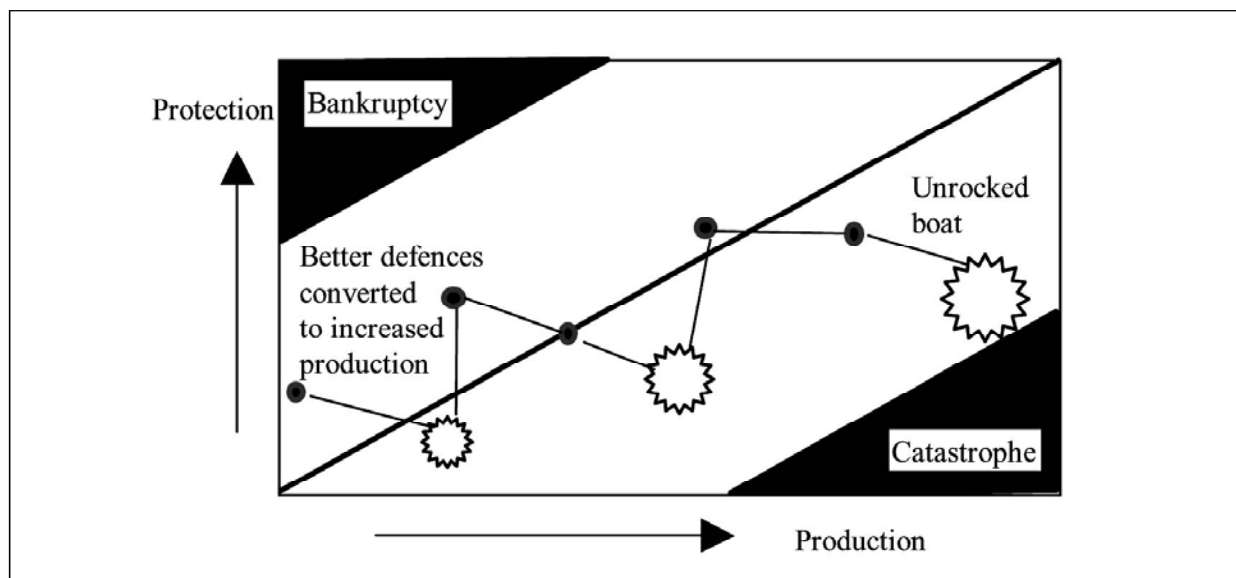 Bankruptcy
Protection
Unrocked
boat
Better defences
converted
to increased
production
Catastrophe
Production